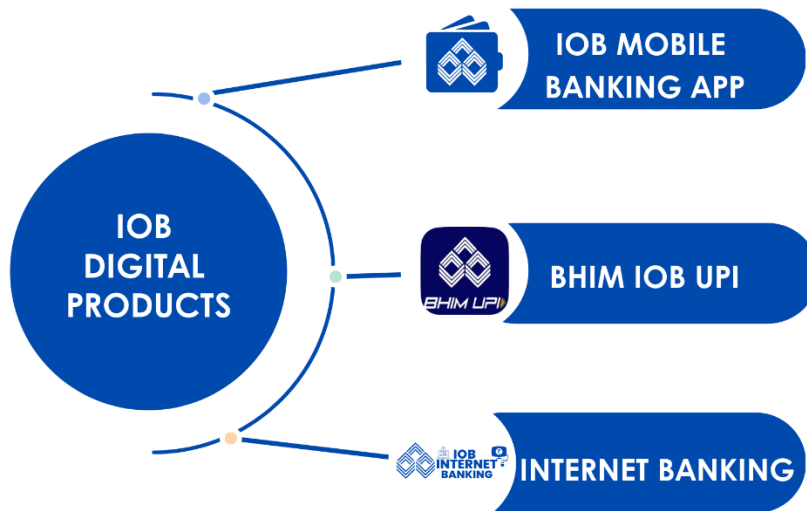 IOB MOBILE
BANKING APP
IOB
DIGITAL
PRODUCTS
BHIM UPI
BHIM IOB UPI
IOB
INTERNET
BANKING
INTERNET BANKING